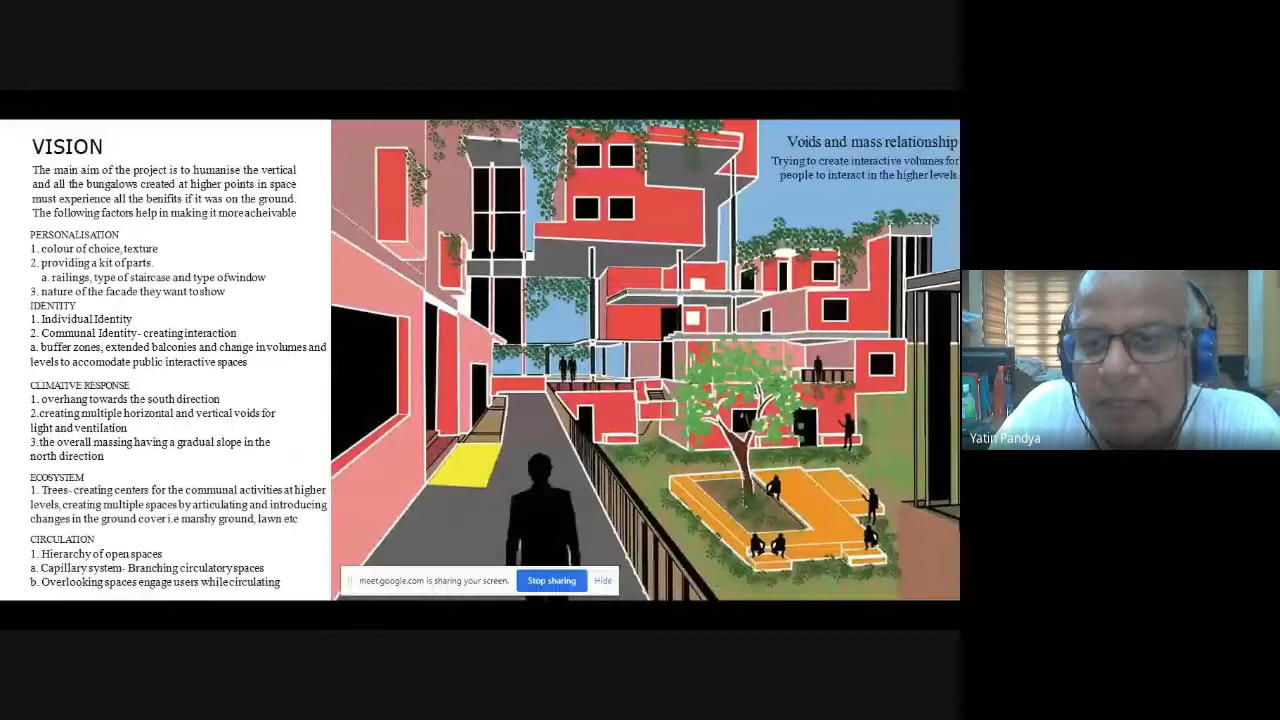 VISION
The main aim of the project is to humanise the vertical
and all the bungalows created at higher points in space
must experience all the binifits if it was on the ground.
The following factors help in making it more acheivable
PERSONALISATION
1. colour of choice, texture
2. providing a kit of parts.
a. railings, type of staircase and type of window
3. nature of the facade they want to show
IDENTITY
1. Individual Identity
2. Communal Identity- creating interaction
a. buffer zones, extended balconies and change in volumes and
levels to accomodate public interactive spaces
CLIMATIVE RESPONSE
1. overhang towards the south direction
2.creating multiple horizontal and vertical voids for
light and ventilation
3.the overall massing having a gradual slope in the
north direction
ECOSYSTEM
1. Trees- creating centers for the communal activities at higher
levels, creating multiple spaces by articulating and introducing
changes in the ground cover i.e marshy ground, lawn etc
CIRCULATION
1. Hierarchy of open spaces
a. Capillary system- Branching circulatory spaces
b. Overlooking spaces engage users while circulating
Voids and mass relationship
Trying to create interactive volumes for
people to interact in the higher levels.
meet.google.com is sharing your screen.
Stop sharing
Hide
Yatin Pandya